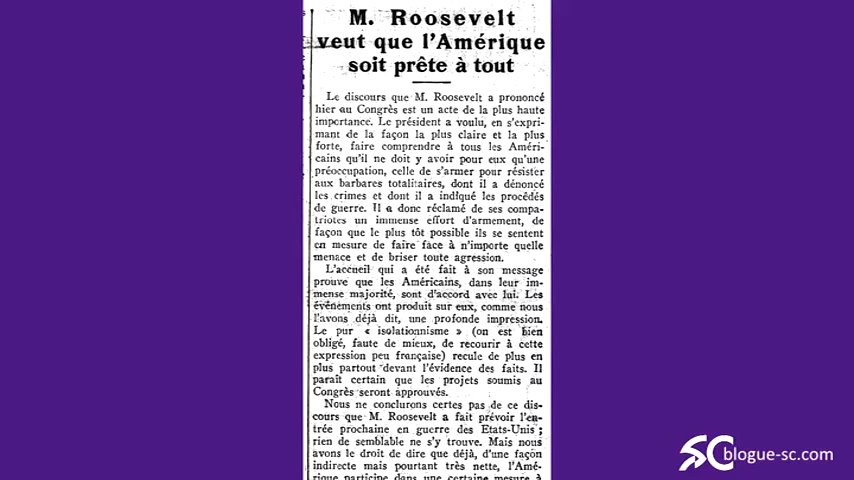 M. Roosevelt
veut que l'Amérique
soit prête à tout
Le discours que M. Roosevelt a prononcé
hier au Congrès est un acte de la plus haute
importance. Le président a voulu, en s'expri-
mant de la façon la plus claire et la plus
forte, faire comprendre à tous les Améri-
cains qu'il ne doit y avoir pour eux qu'une
préoccupation, celle de s'armer pour résister
aux barbares totalitaires, dont il a dénoncé
les crimes et dont il a indiqué les procédés
de guerre. Il a donc réclamé de ses compa-
triotes un immense effort d'armement, de
façon que le plus tôt possible ils se sentent
en mesure de faire face à n'importe quelle
menace et de briser toute agression.
L'accueil qui a été fait à son message
prouve que les Américains, dans leur im-
mense majorité, sont d'accord avec lui. Les
événements ont produit sur eux, comme nous
l'avons déjà dit, une profonde impression.
Le pur « isolationnisme » (on est bien
obligé, faute de mieux, de recourir à cette
expression peu française) recule de plus en
plus partout devant l'évidence des faits. Il
paraît certain que les projets soumis au
Congrès seront approuvés.
Nous ne conclurons certes pas de ce dis-
cours que M. Roosevelt a fait prévoir l'en-
trée prochaine en guerre des Etats-Unis ;
rien de semblable ne s'y trouve. Mais nous
avons le droit de dire que déjà, d'une façon
indirecte mais pourtant très nette, l'Amé-
rique participe dans une certaine mesure à
SC blogue-sc.com